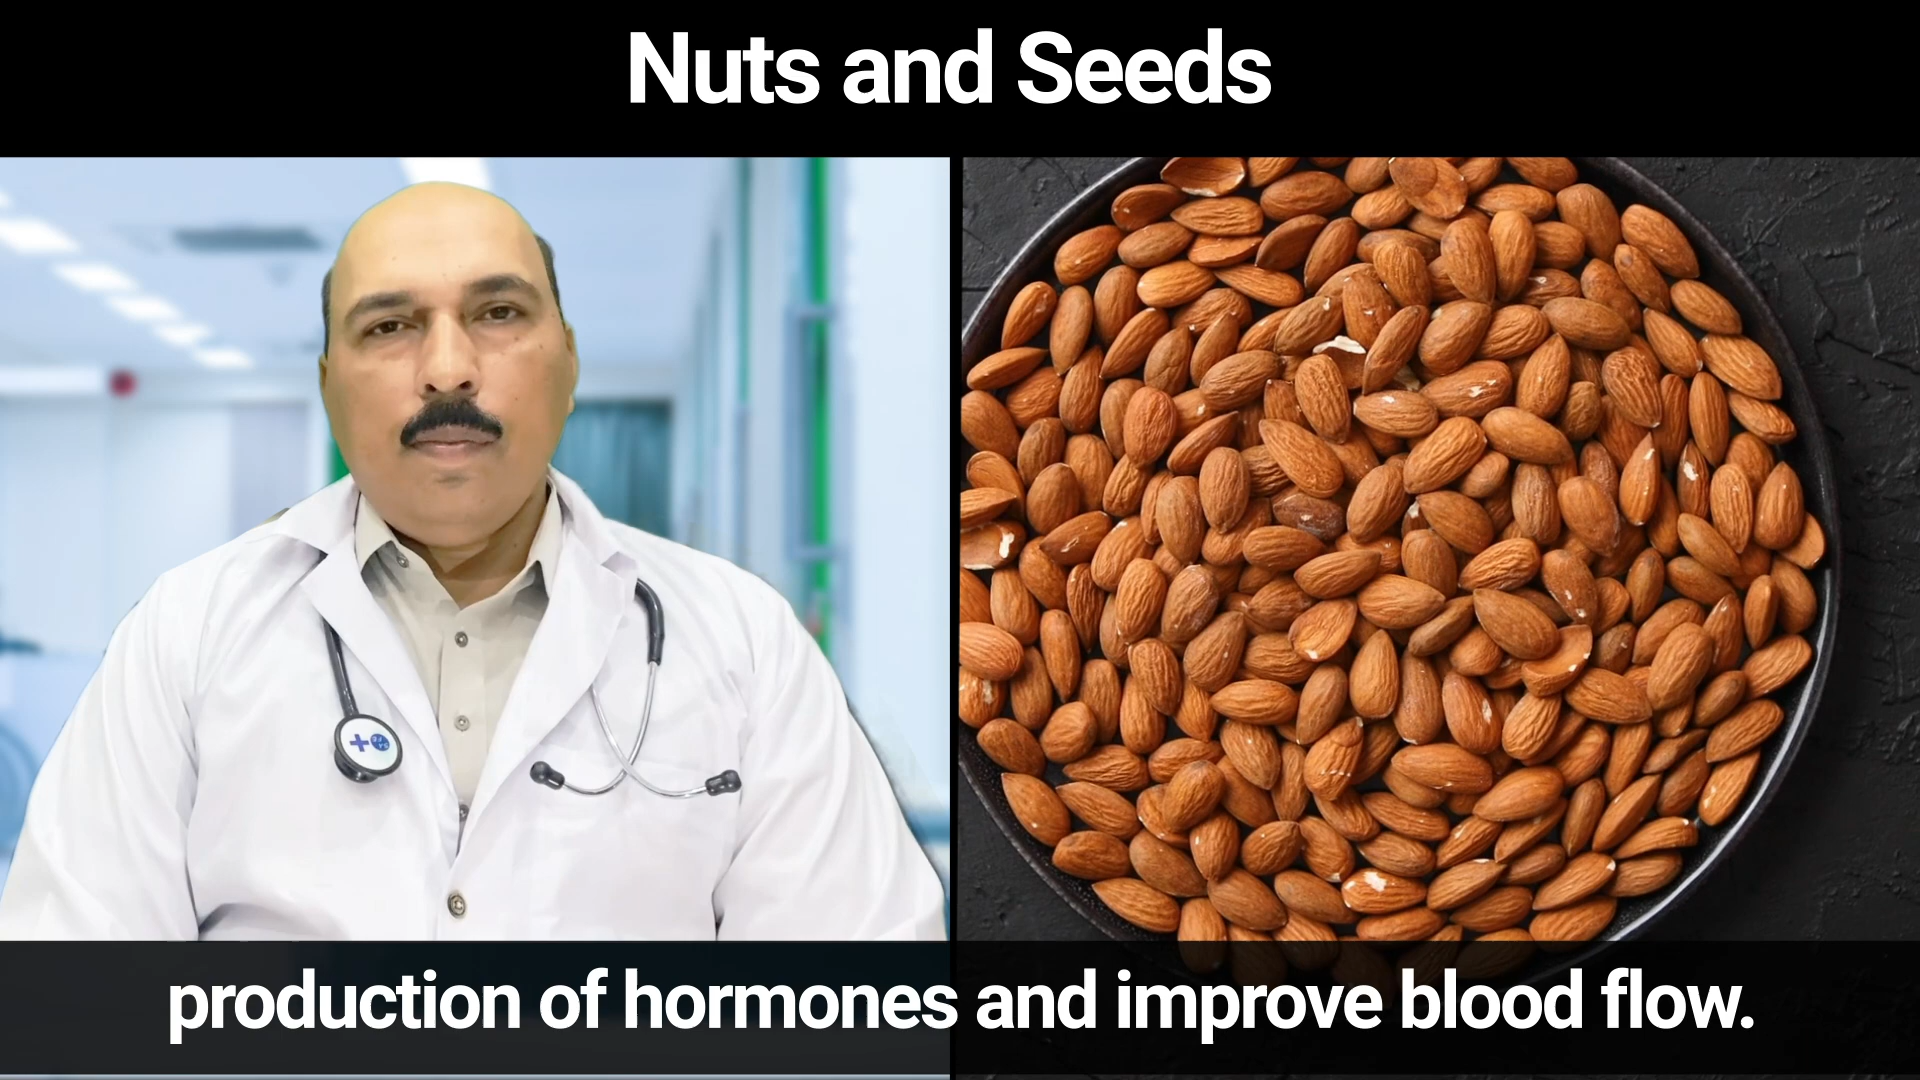 Nuts and Seeds
production of hormones and improve blood flow.